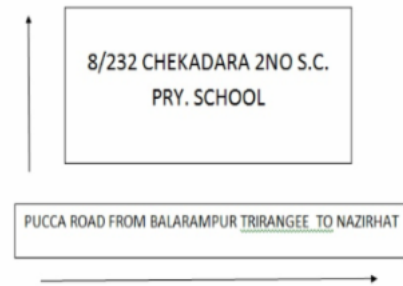 8/232 CHEKADARA 2NO S.C.
PRY. SCHOOL
PUCCA ROAD FROM BALARAMPUR TRIRANGEE TO NAZIRHAT